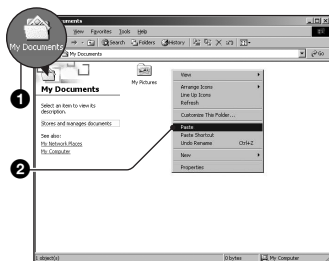 My Documents
View Favorites Tools Help
Search Folders History
My Documents
Go
1
My Documents
Select an item to view its
description.
Stores and manages documents
See also:
My Network Places
My Computer
My Pictures
View
Arrange Icons
Line Up Icons
Refresh
Customize This Folder...
Paste
Paste Shortcut
Undo Rename Ctrl+Z
New
Properties
2
1 object(s)
0 bytes
My Computer